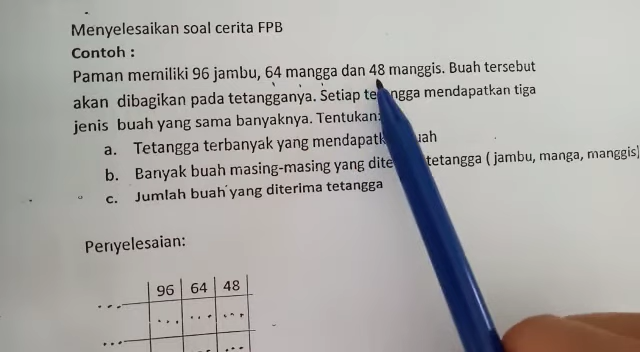 Menyelesaikan soal cerita FPB
Contoh :
Paman memiliki 96 jambu, 64 mangga dan 48 manggis. Buah tersebut
akan dibagikan pada tetangganya. Setiap te ngga mendapatkan tiga
jenis buah yang sama banyaknya. Tentukan:
a. Tetangga terbanyak yang mendapatk uah
b. Banyak buah masing-masing yang dite tetangga ( jambu, manga, manggis)
c. Jumlah buah yang diterima tetangga
Penyelesaian:
96 64 48
... ... ... ...
... ... ...